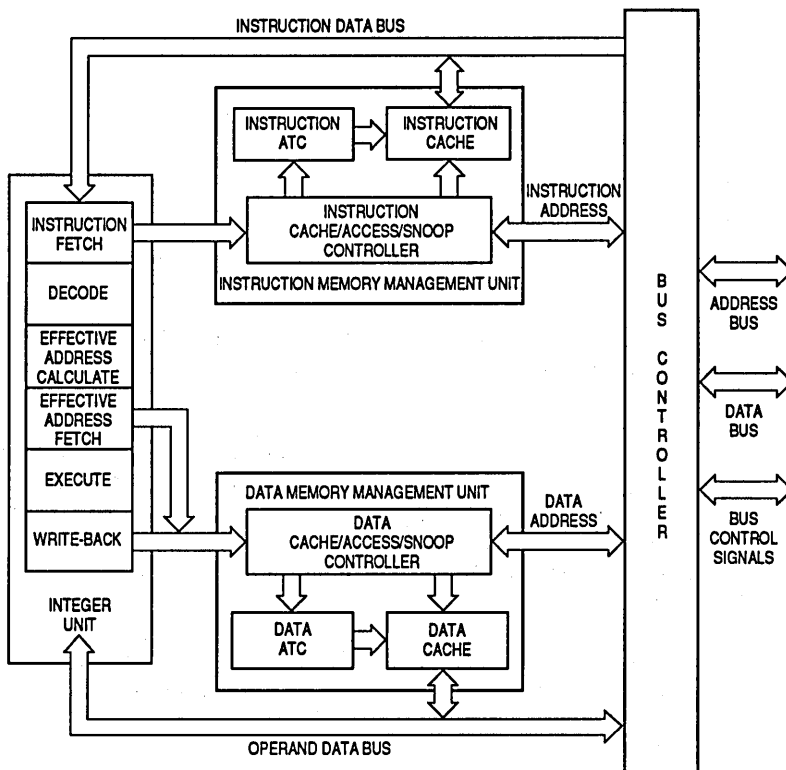 INSTRUCTION DATA BUS
INSTRUCTION
ATC
INSTRUCTION
CACHE
INSTRUCTION
FETCH
INSTRUCTION
CACHE/ACCESS/SNOOP
CONTROLLER
INSTRUCTION
ADDRESS
INSTRUCTION MEMORY MANAGEMENT UNIT
DECODE
EFFECTIVE
ADDRESS
CALCULATE
EFFECTIVE
ADDRESS
FETCH
EXECUTE
WRITE-BACK
INTEGER
UNIT
DATA MEMORY MANAGEMENT UNIT
DATA
CACHE/ACCESS/SNOOP
CONTROLLER
DATA
ADDRESS
DATA
ATC
DATA
CACHE
OPERAND DATA BUS
BUS CONTROLLER
ADDRESS
BUS
DATA
BUS
BUS
CONTROL
SIGNALS